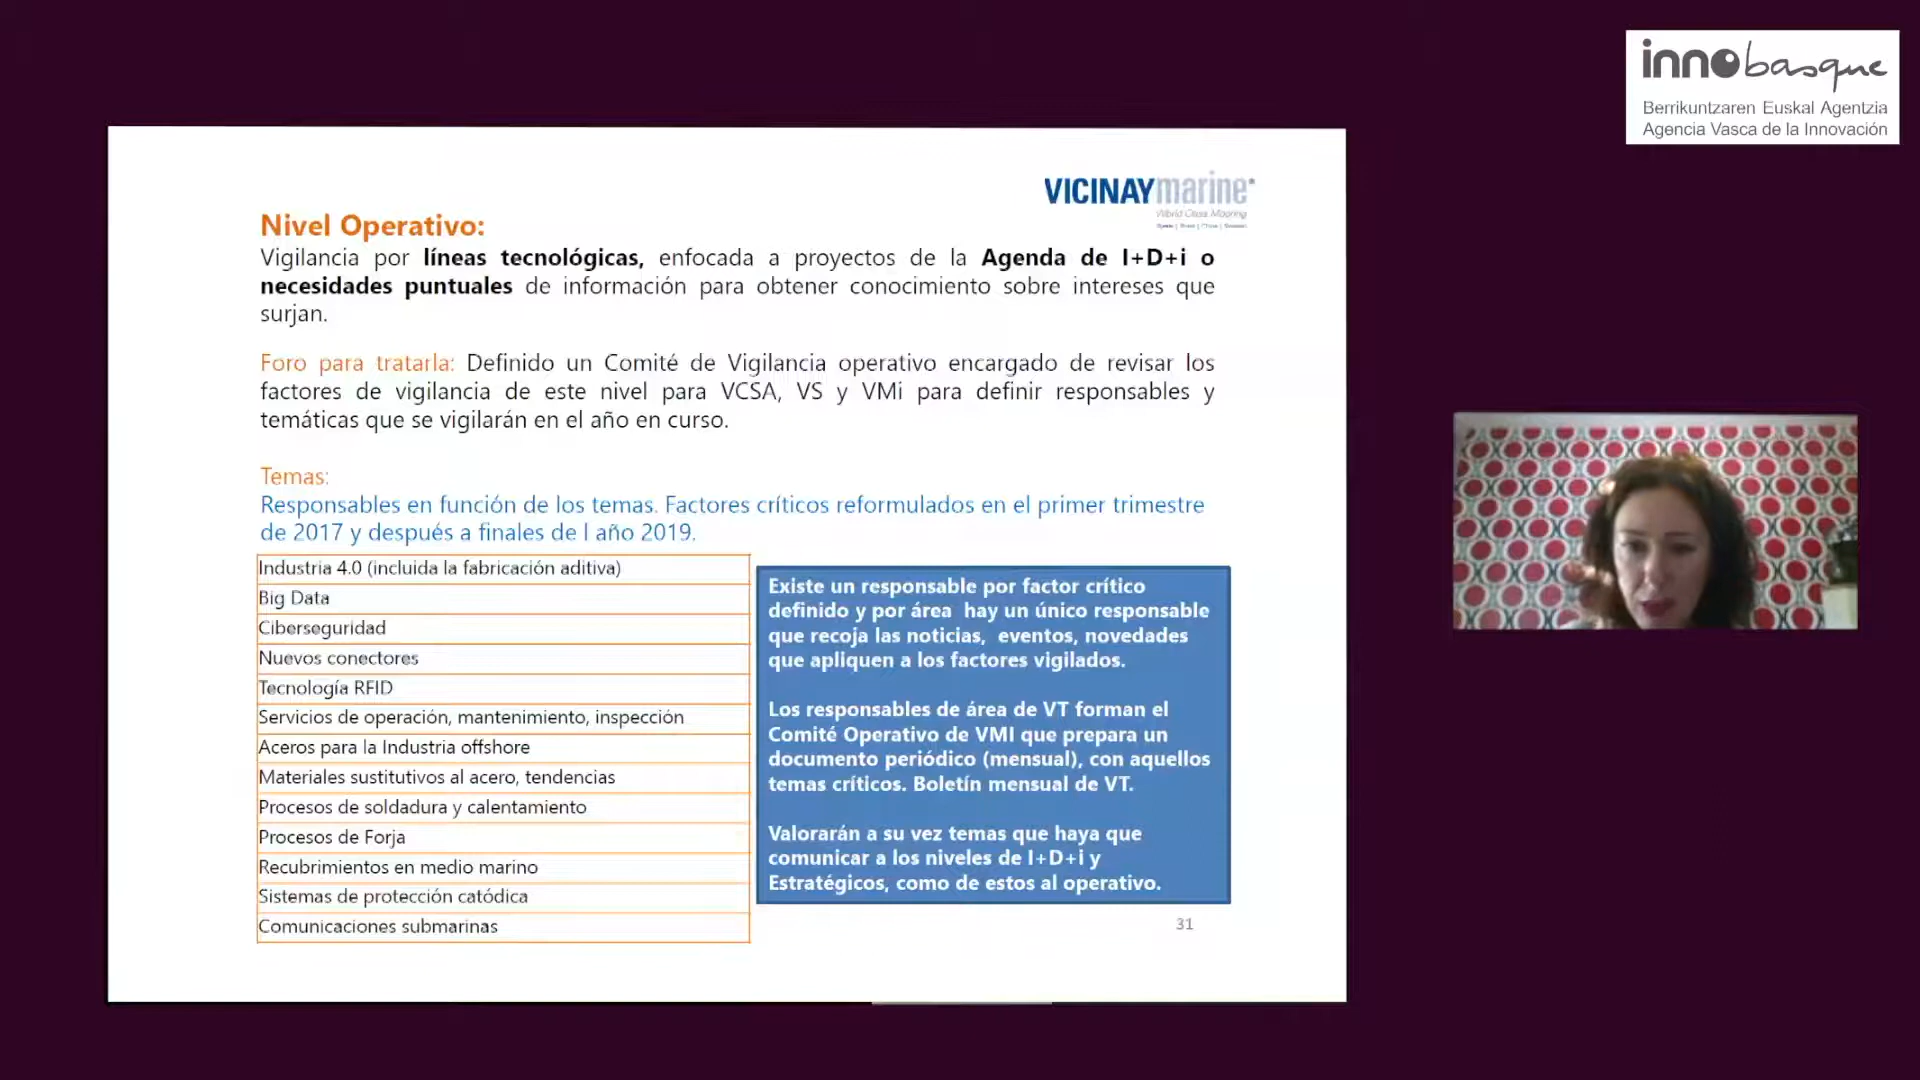 innobasque
Berrikuntzaren Euskal Agentzia
Agencia Vasca de la Innovación
VICINAYmarine
World Class Mooring
Nivel Operativo:
Vigilancia por líneas tecnológicas, enfocada a proyectos de la Agenda de I+D+i o
necesidades puntuales de información para obtener conocimiento sobre intereses que
surjan.
Foro para tratarla: Definido un Comité de Vigilancia operativo encargado de revisar los
factores de vigilancia de este nivel para VCSA, VS y VMi para definir responsables y
temáticas que se vigilarán en el año en curso.
Temas:
Responsables en función de los temas. Factores críticos reformulados en el primer trimestre
de 2017 y después a finales de l año 2019.
Industria 4.0 (incluida la fabricación aditiva)
Big Data
Ciberseguridad
Nuevos conectores
Tecnología RFID
Servicios de operación, mantenimiento, inspección
Aceros para la Industria offshore
Materiales sustitutivos al acero, tendencias
Procesos de soldadura y calentamiento
Procesos de Forja
Recubrimientos en medio marino
Sistemas de protección catódica
Comunicaciones submarinas
Existe un responsable por factor crítico
definido y por área hay un único responsable
que recoja las noticias, eventos, novedades
que apliquen a los factores vigilados.
Los responsables de área de VT forman el
Comité Operativo de VMI que prepara un
documento periódico (mensual), con aquellos
temas críticos. Boletín mensual de VT.
Valorarán a su vez temas que haya que
comunicar a los niveles de I+D+i y
Estratégicos, como de estos al operativo.
31